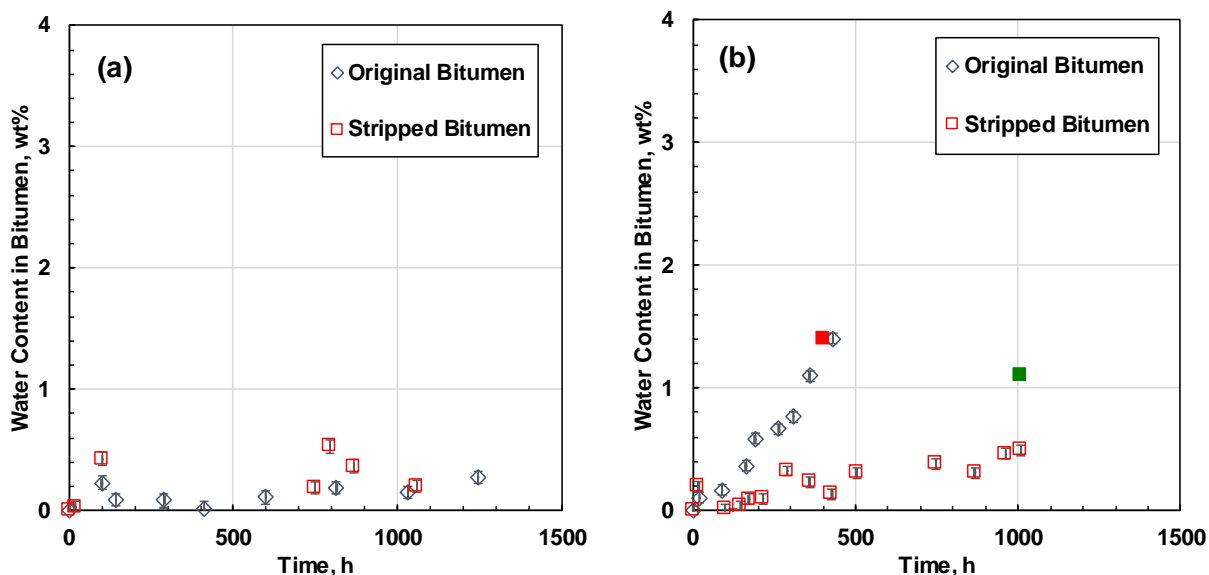 (a)
Original Bitumen
Stripped Bitumen
Water Content in Bitumen, wt%
4
3
2
1
0
0 500 1000 1500
Time, h
(b)
Original Bitumen
Stripped Bitumen
Water Content in Bitumen, wt%
4
3
2
1
0
0 500 1000 1500
Time, h